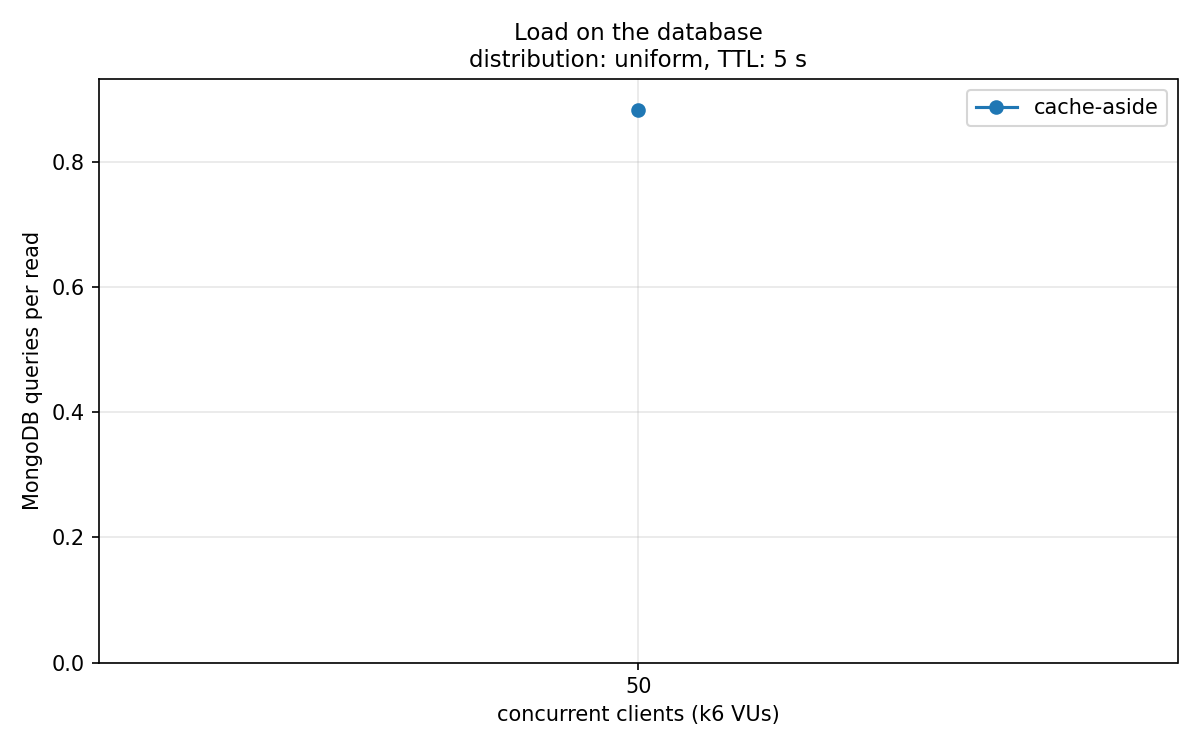 Load on the database
distribution: uniform, TTL: 5 s
cache-aside
MongoDB queries per read
0.8
0.6
0.4
0.2
0.0
50
concurrent clients (k6 VUs)